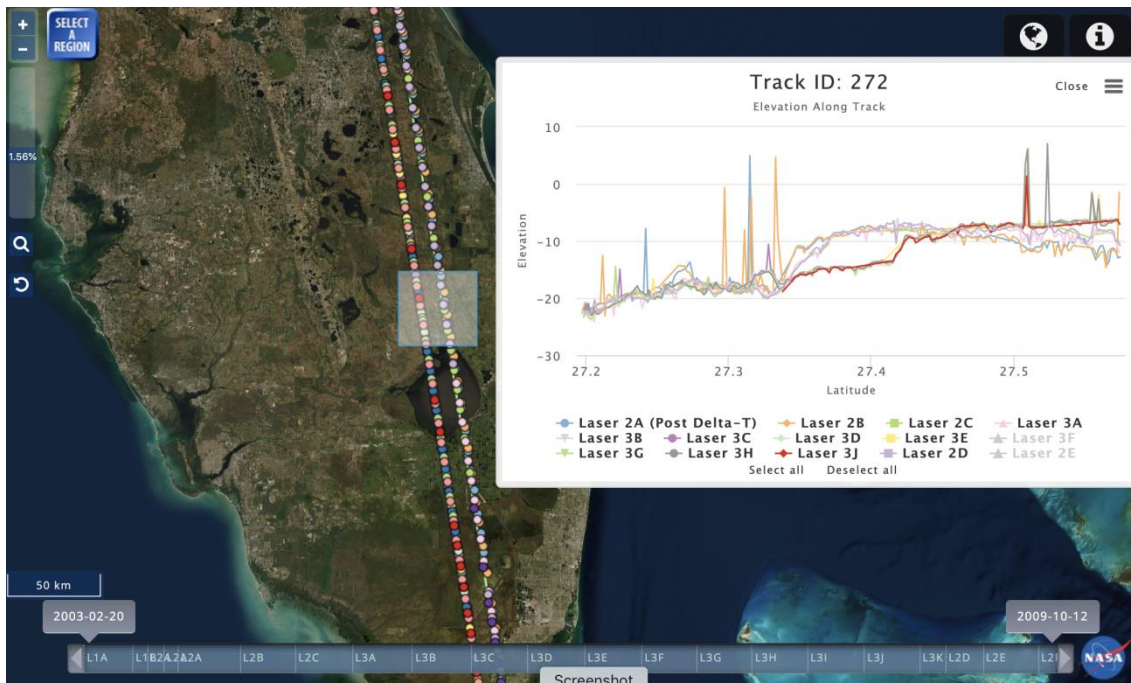 +
−
SELECT
A
REGION
1.56%
Track ID: 272
Close
Elevation Along Track
10
0
-10
-20
-30
Elevation
27.2 27.3 27.4 27.5
Latitude
Laser 2A (Post Delta-T) Laser 2B Laser 2C Laser 3A
Laser 3B Laser 3C Laser 3D Laser 3E Laser 3F
Laser 3G Laser 3H Laser 3J Laser 2D Laser 2E
Select all Deselect all
50 km
2003-02-20 2009-10-12
L1A L2B L2C L3A L3B L3C L3D L3E L3F L3G L3H L3I L3J L3K L2D L2E
NASA
Screenshot